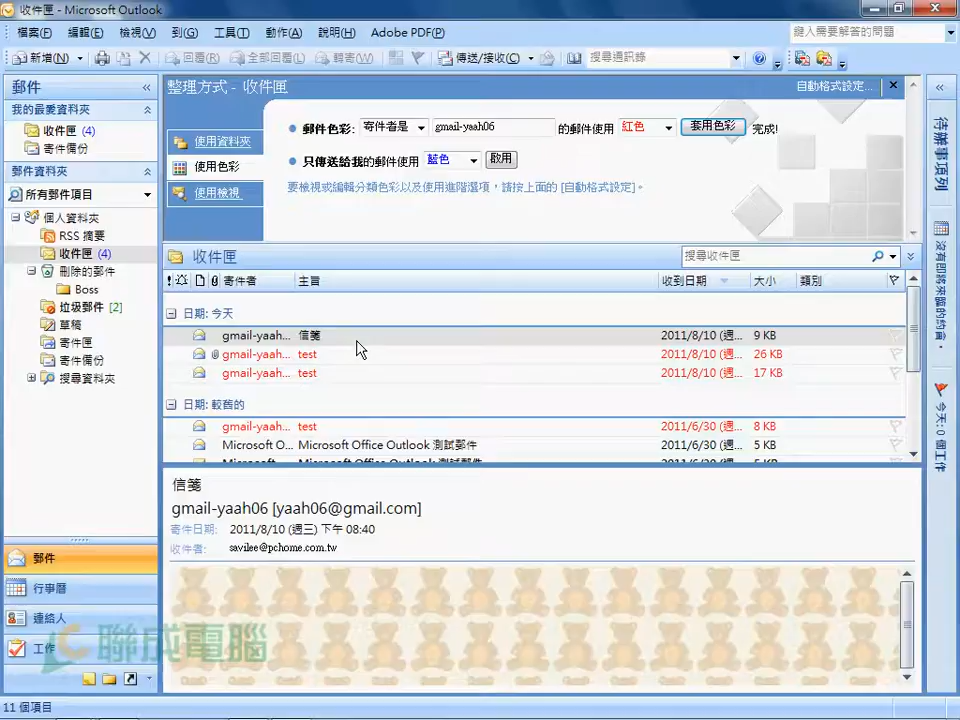 收件匣 - Microsoft Outlook
檔案(F) 編輯(E) 檢視(V) 到(G) 工具(T) 動作(A) 說明(H) Adobe PDF(P) 鍵入需要解答的問題
新增(N) 回覆(R) 全部回覆(L) 轉寄(W) 傳送/接收(C) 搜尋通訊錄
郵件
我的最愛資料夾
收件匣 (4)
寄件備份
郵件資料夾
所有郵件項目
個人資料夾
RSS 摘要
收件匣 (4)
刪除的郵件
Boss
垃圾郵件 [2]
草稿
寄件匣
寄件備份
搜尋資料夾
郵件
行事曆
連絡人
工作
整理方式 - 收件匣 自動格式設定...
使用資料夾
使用色彩
使用檢視
郵件色彩: 寄件者是 gmail-yaah06 的郵件使用 紅色 套用色彩 完成!
只傳送給我的郵件使用 藍色 啟用
要檢視或編輯分類色彩以及使用進階選項，請按上面的 [自動格式設定]。
收件匣 搜尋收件匣
寄件者 主旨 收到日期 大小 類別
日期: 今天
gmail-yaah... 信箋 2011/8/10 (週... 9 KB
gmail-yaah... test 2011/8/10 (週... 26 KB
gmail-yaah... test 2011/8/10 (週... 17 KB
日期: 較舊的
gmail-yaah... test 2011/6/30 (週... 8 KB
Microsoft O... Microsoft Office Outlook 測試郵件 2011/6/30 (週... 5 KB
Microsoft O... Microsoft Office Outlook 測試郵件 2011/6/30 (週... 5 KB
信箋
gmail-yaah06 [yaah06@gmail.com]
寄件日期: 2011/8/10 (週三) 下午 08:40
收件者: savilee@pchome.com.tw
待辦事項列
沒有即將來臨的約會。
今天: 0 個工作
聯成電腦
11 個項目